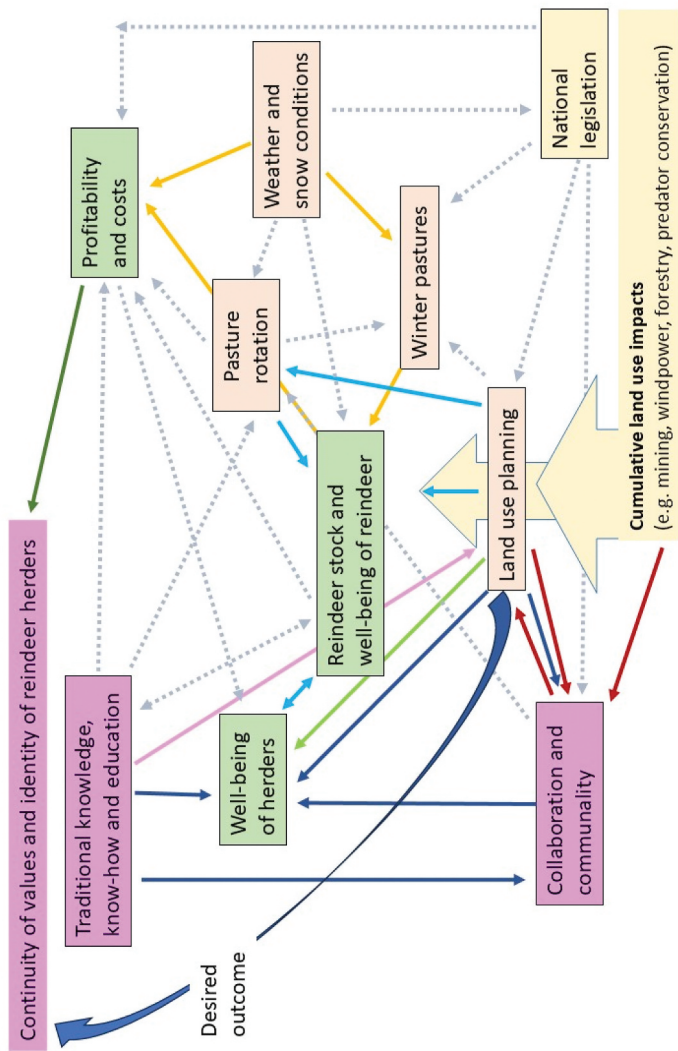 Continuity of values and identity of reindeer herders
Traditional knowledge,
know-how and education
Profitability
and costs
Desired
outcome
Well-being
of herders
Pasture
rotation
Weather and
snow conditions
Reindeer stock and
well-being of reindeer
Winter pastures
Land use planning
Collaboration and
communality
National
legislation
Cumulative land use impacts
(e.g. mining, windpower, forestry, predator conservation)